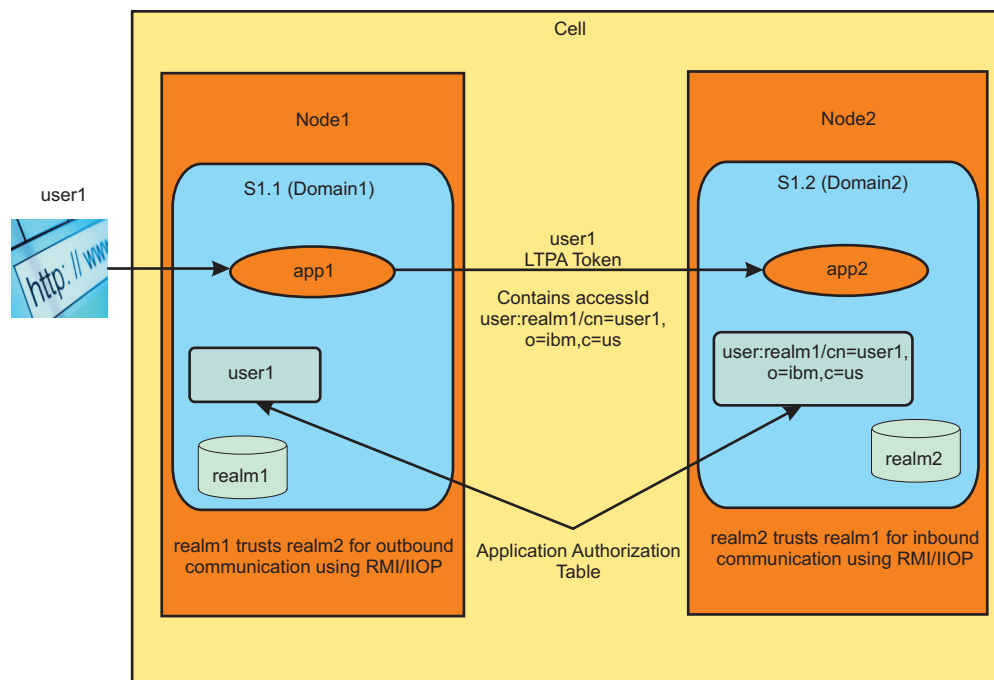 Cell
Node1
Node2
S1.1 (Domain1)
S1.2 (Domain2)
user1
http: // www
app1
user1
LTPA Token
app2
Contains accessId
user:realm1/cn=user1,
o=ibm,c=us
user1
user:realm1/cn=user1,
o=ibm,c=us
realm1
realm2
realm1 trusts realm2 for outbound
communication using RMI/IIOP
Application Authorization
Table
realm2 trusts realm1 for inbound
communication using RMI/IIOP